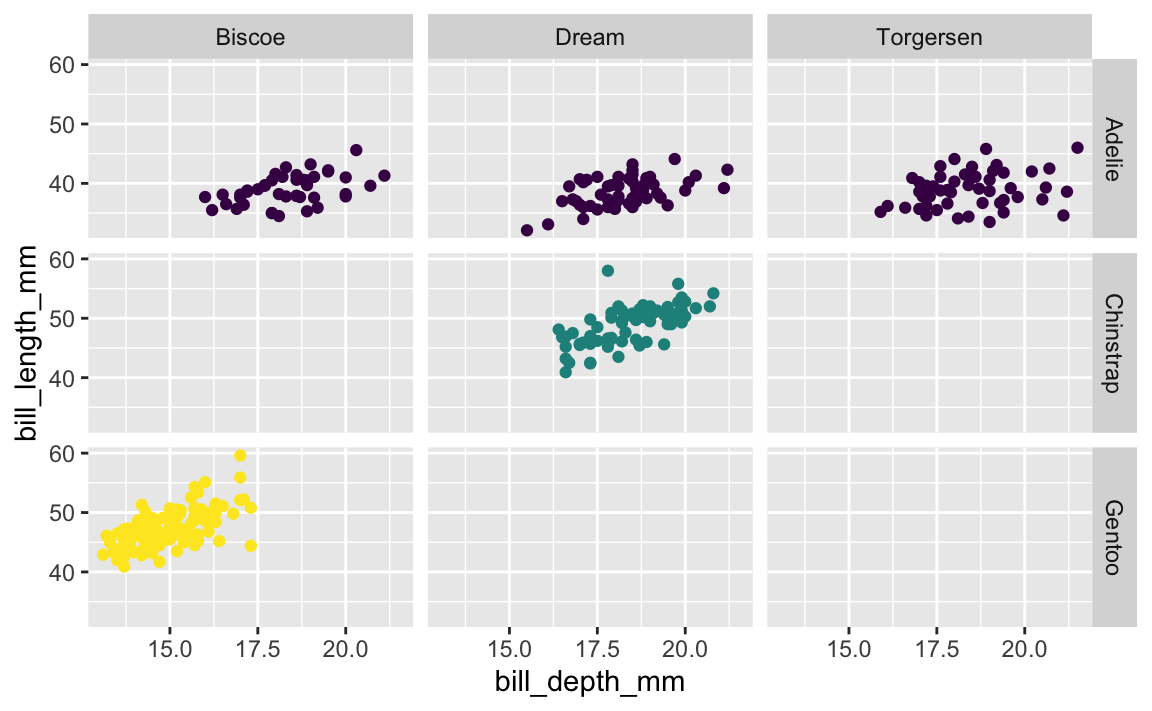 Biscoe Dream Torgersen
60
50
40
Adelie
60
50
40
Chinstrap
60
50
40
Gentoo
bill_length_mm
15.0 17.5 20.0 15.0 17.5 20.0 15.0 17.5 20.0
bill_depth_mm